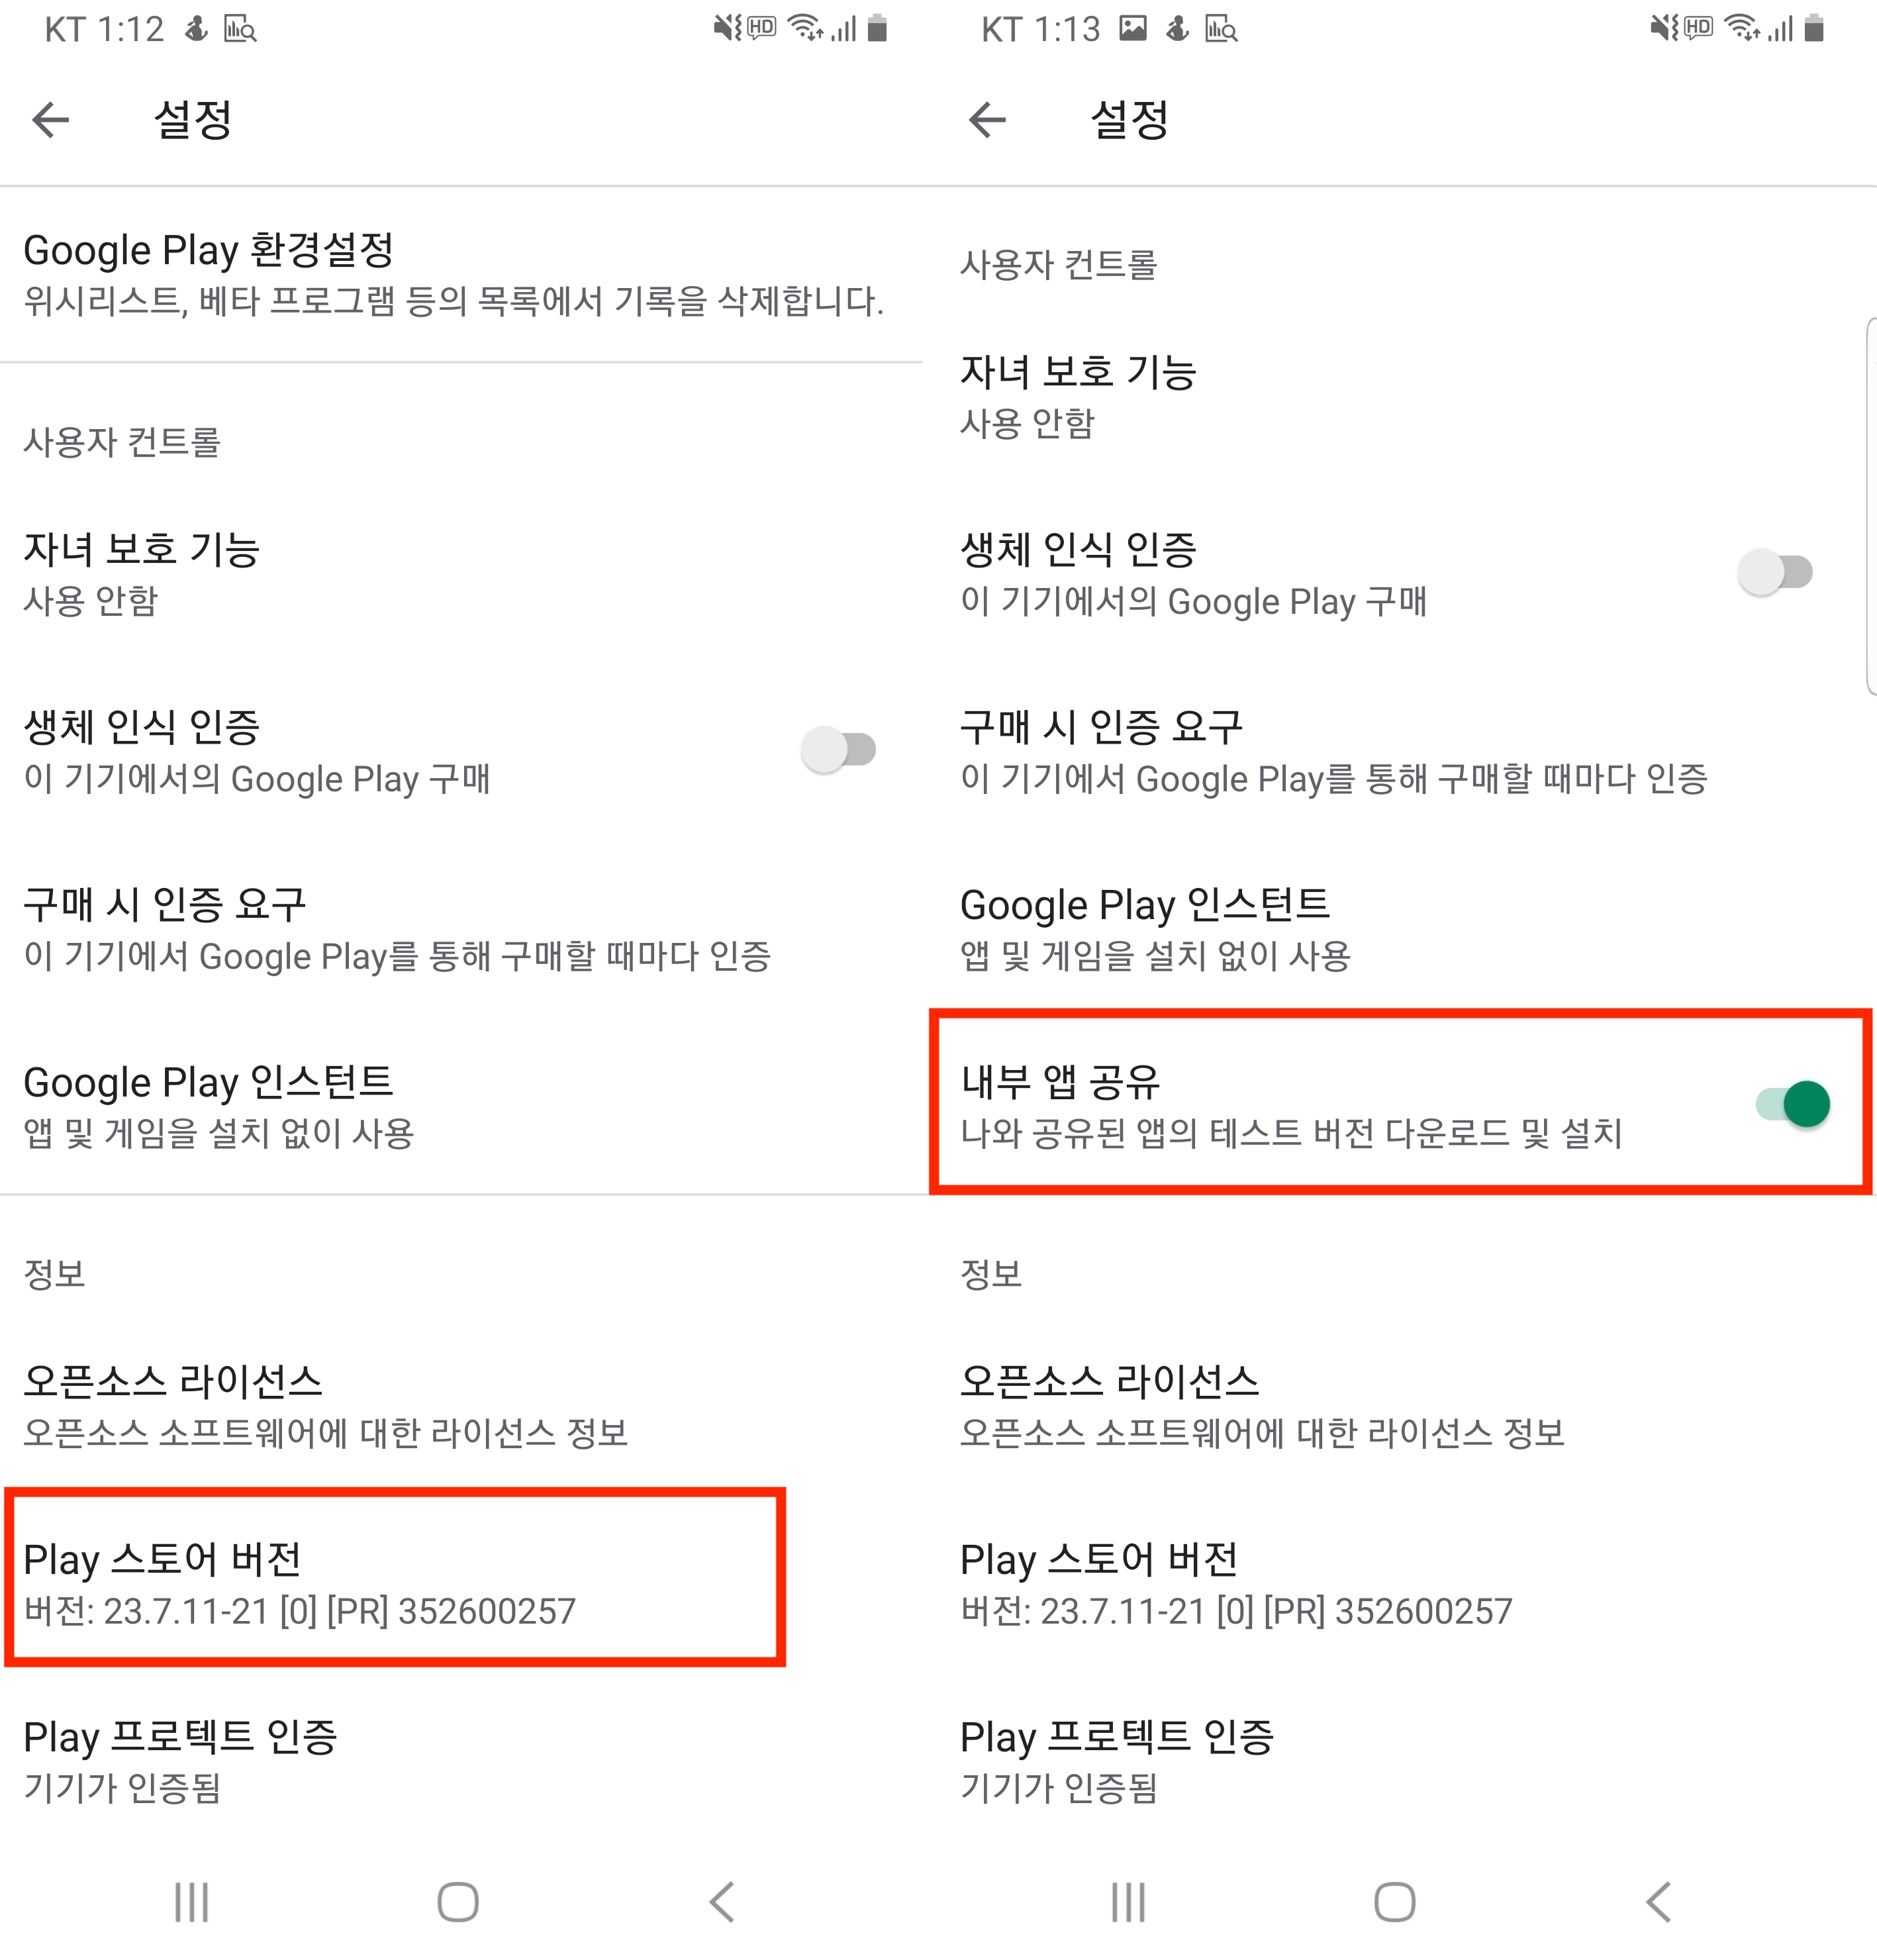 KT 1:12
HD
설정
Google Play 환경설정
위시리스트, 베타 프로그램 등의 목록에서 기록을 삭제합니다.
사용자 컨트롤
자녀 보호 기능
사용 안함
생체 인식 인증
이 기기에서의 Google Play 구매
구매 시 인증 요구
이 기기에서 Google Play를 통해 구매할 때마다 인증
Google Play 인스턴트
앱 및 게임을 설치 없이 사용
정보
오픈소스 라이선스
오픈소스 소프트웨어에 대한 라이선스 정보
Play 스토어 버전
버전: 23.7.11-21 [0] [PR] 352600257
Play 프로텍트 인증
기기가 인증됨
KT 1:13
HD
설정
사용자 컨트롤
자녀 보호 기능
사용 안함
생체 인식 인증
이 기기에서의 Google Play 구매
구매 시 인증 요구
이 기기에서 Google Play를 통해 구매할 때마다 인증
Google Play 인스턴트
앱 및 게임을 설치 없이 사용
내부 앱 공유
나와 공유된 앱의 테스트 버전 다운로드 및 설치
정보
오픈소스 라이선스
오픈소스 소프트웨어에 대한 라이선스 정보
Play 스토어 버전
버전: 23.7.11-21 [0] [PR] 352600257
Play 프로텍트 인증
기기가 인증됨